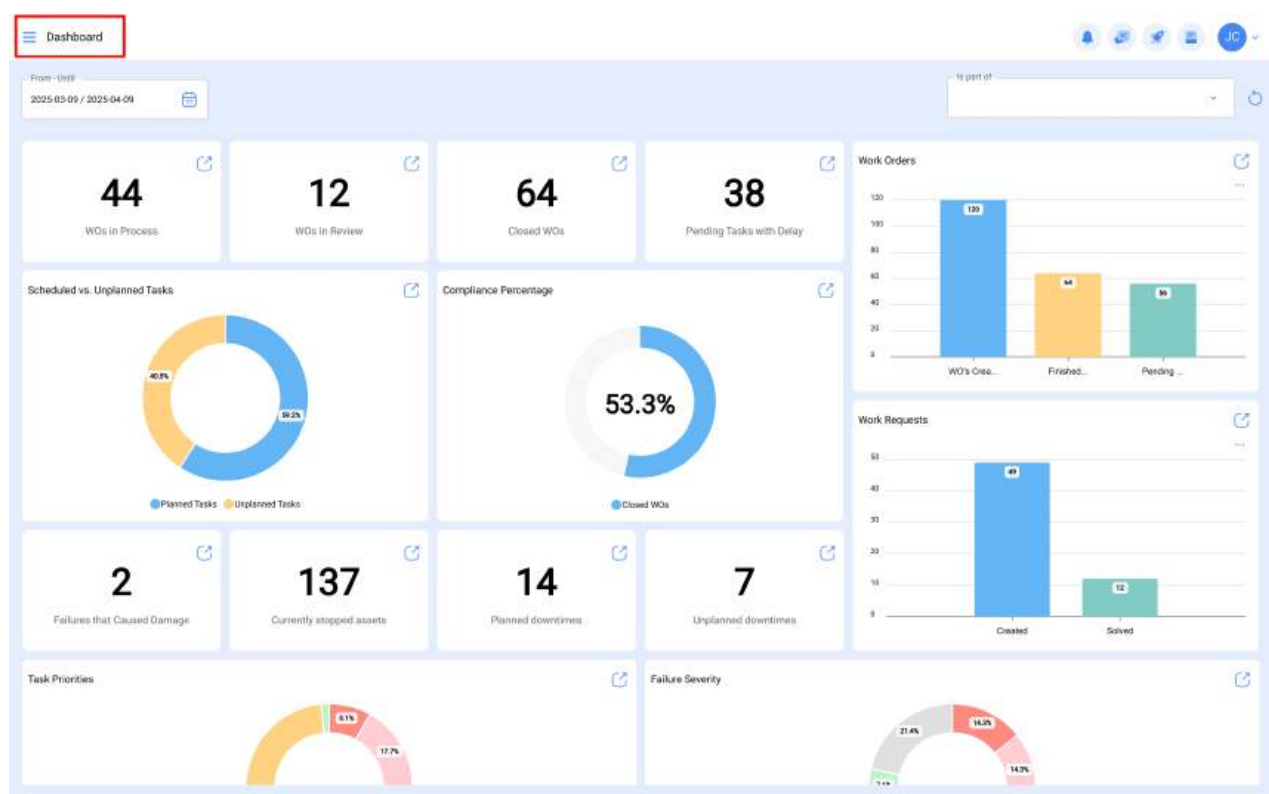 Dashboard
JC
From - Until
2025-03-09 / 2025-04-09
Is part of
44
WOs in Process
12
WOs in Review
64
Closed WOs
38
Pending Tasks with Delay
Work Orders
...
120
100
80
60
40
20
0
120
64
56
WO's Crea...
Finished...
Pending ...
Scheduled vs. Unplanned Tasks
40.8%
59.2%
Planned Tasks
Unplanned Tasks
Compliance Percentage
53.3%
Closed WOs
Work Requests
...
50
40
30
20
10
0
49
12
Created
Solved
2
Failures that Caused Damage
137
Currently stopped assets
14
Planned downtimes
7
Unplanned downtimes
Task Priorities
8.1%
17.7%
Failure Severity
21.4%
14.3%
14.3%